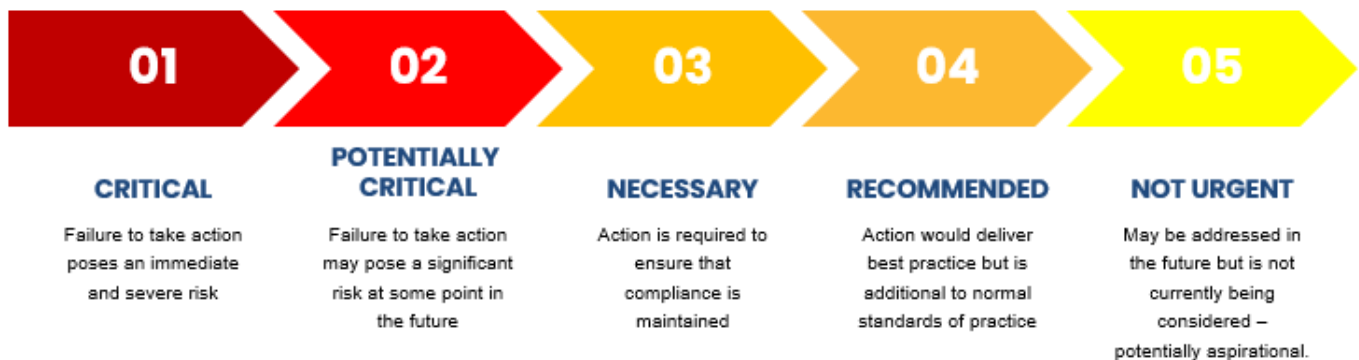 01
02
03
04
05
CRITICAL
Failure to take action
poses an immediate
and severe risk
POTENTIALLY
CRITICAL
Failure to take action
may pose a significant
risk at some point in
the future
NECESSARY
Action is required to
ensure that
compliance is
maintained
RECOMMENDED
Action would deliver
best practice but is
additional to normal
standards of practice
NOT URGENT
May be addressed in
the future but is not
currently being
considered –
potentially aspirational.